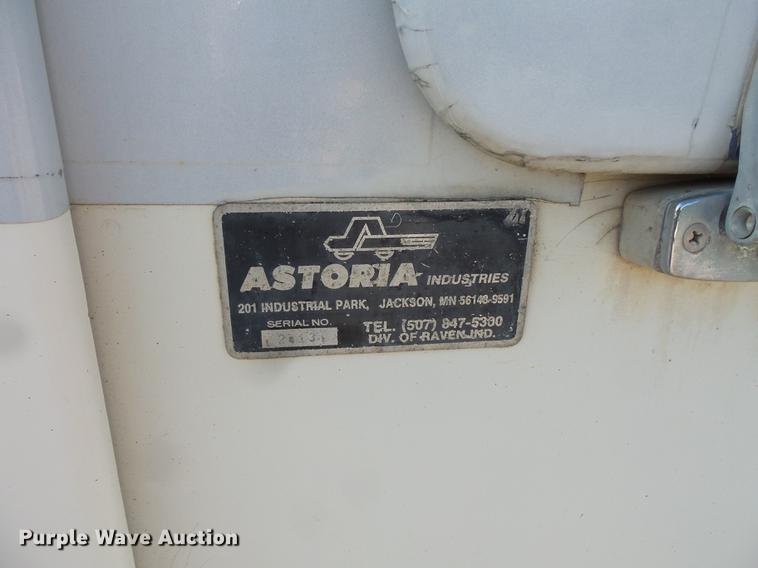 ASTORIA INDUSTRIES
201 INDUSTRIAL PARK, JACKSON, MN 56143-9591
SERIAL NO. TEL. (507) 847-5300
DIV. OF RAVEN IND.
Purple Wave Auction